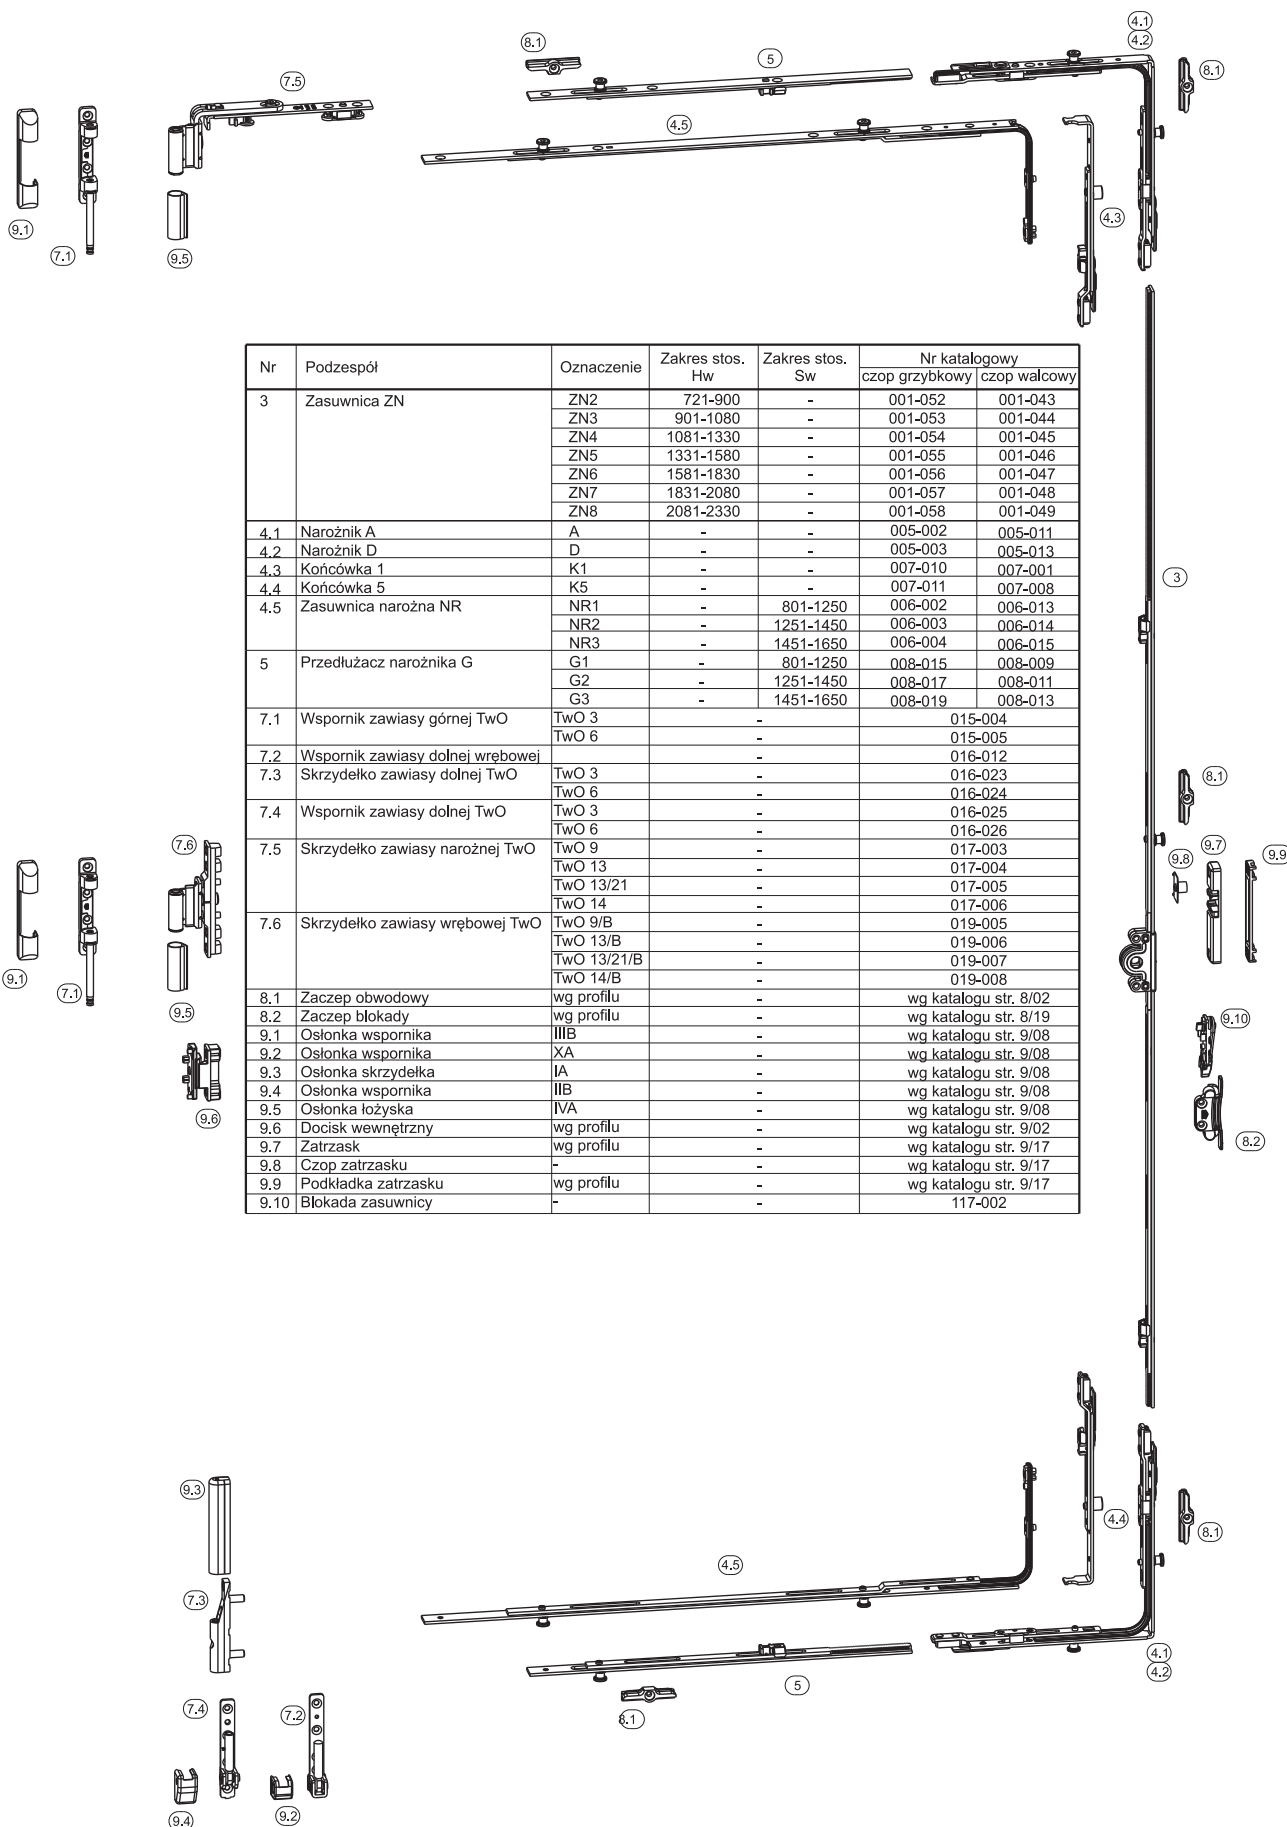 4.1
4.2
8.1
5
8.1
7.5
4.5
4.3
9.1
7.1
9.5
Nr Podzespół Oznaczenie Zakres stos. Hw Zakres stos. Sw Nr katalogowy
czop grzybkowy czop walcowy
3 Zasuwnica ZN ZN2 721-900 - 001-052 001-043
ZN3 901-1080 - 001-053 001-044
ZN4 1081-1330 - 001-054 001-045
ZN5 1331-1580 - 001-055 001-046
ZN6 1581-1830 - 001-056 001-047
ZN7 1831-2080 - 001-057 001-048
ZN8 2081-2330 - 001-058 001-049
4.1 Narożnik A A - - 005-002 005-011
4.2 Narożnik D D - - 005-003 005-013
4.3 Końcówka 1 K1 - - 007-010 007-001
4.4 Końcówka 5 K5 - - 007-011 007-008
4.5 Zasuwnica narożna NR NR1 - 801-1250 006-002 006-013
NR2 - 1251-1450 006-003 006-014
NR3 - 1451-1650 006-004 006-015
5 Przedłużacz narożnika G G1 - 801-1250 008-015 008-009
G2 - 1251-1450 008-017 008-011
G3 - 1451-1650 008-019 008-013
7.1 Wspornik zawiasy górnej TwO TwO 3 - 015-004
TwO 6 - 015-005
7.2 Wspornik zawiasy dolnej wrębowej - 016-012
7.3 Skrzydełko zawiasy dolnej TwO TwO 3 - 016-023
TwO 6 - 016-024
7.4 Wspornik zawiasy dolnej TwO TwO 3 - 016-025
TwO 6 - 016-026
7.5 Skrzydełko zawiasy narożnej TwO TwO 9 - 017-003
TwO 13 - 017-004
TwO 13/21 - 017-005
TwO 14 - 017-006
7.6 Skrzydełko zawiasy wrębowej TwO TwO 9/B - 019-005
TwO 13/B - 019-006
TwO 13/21/B - 019-007
TwO 14/B - 019-008
8.1 Zaczep obwodowy wg profilu - wg katalogu str. 8/02
8.2 Zaczep blokady wg profilu - wg katalogu str. 8/19
9.1 Osłonka wspornika IIIB - wg katalogu str. 9/08
9.2 Osłonka wspornika XA - wg katalogu str. 9/08
9.3 Osłonka skrzydełka IA - wg katalogu str. 9/08
9.4 Osłonka wspornika IIB - wg katalogu str. 9/08
9.5 Osłonka łożyska IVA - wg katalogu str. 9/08
9.6 Docisk wewnętrzny wg profilu - wg katalogu str. 9/02
9.7 Zatrzask wg profilu - wg katalogu str. 9/17
9.8 Czop zatrzasku - - wg katalogu str. 9/17
9.9 Podkładka zatrzasku wg profilu - wg katalogu str. 9/17
9.10 Blokada zasuwnicy - - 117-002
3
8.1
7.6
9.7
9.8
9.9
9.1
7.1
9.5
9.10
9.6
8.2
9.3
4.4
8.1
4.5
7.3
4.1
4.2
5
7.4
7.2
8.1
9.4
9.2